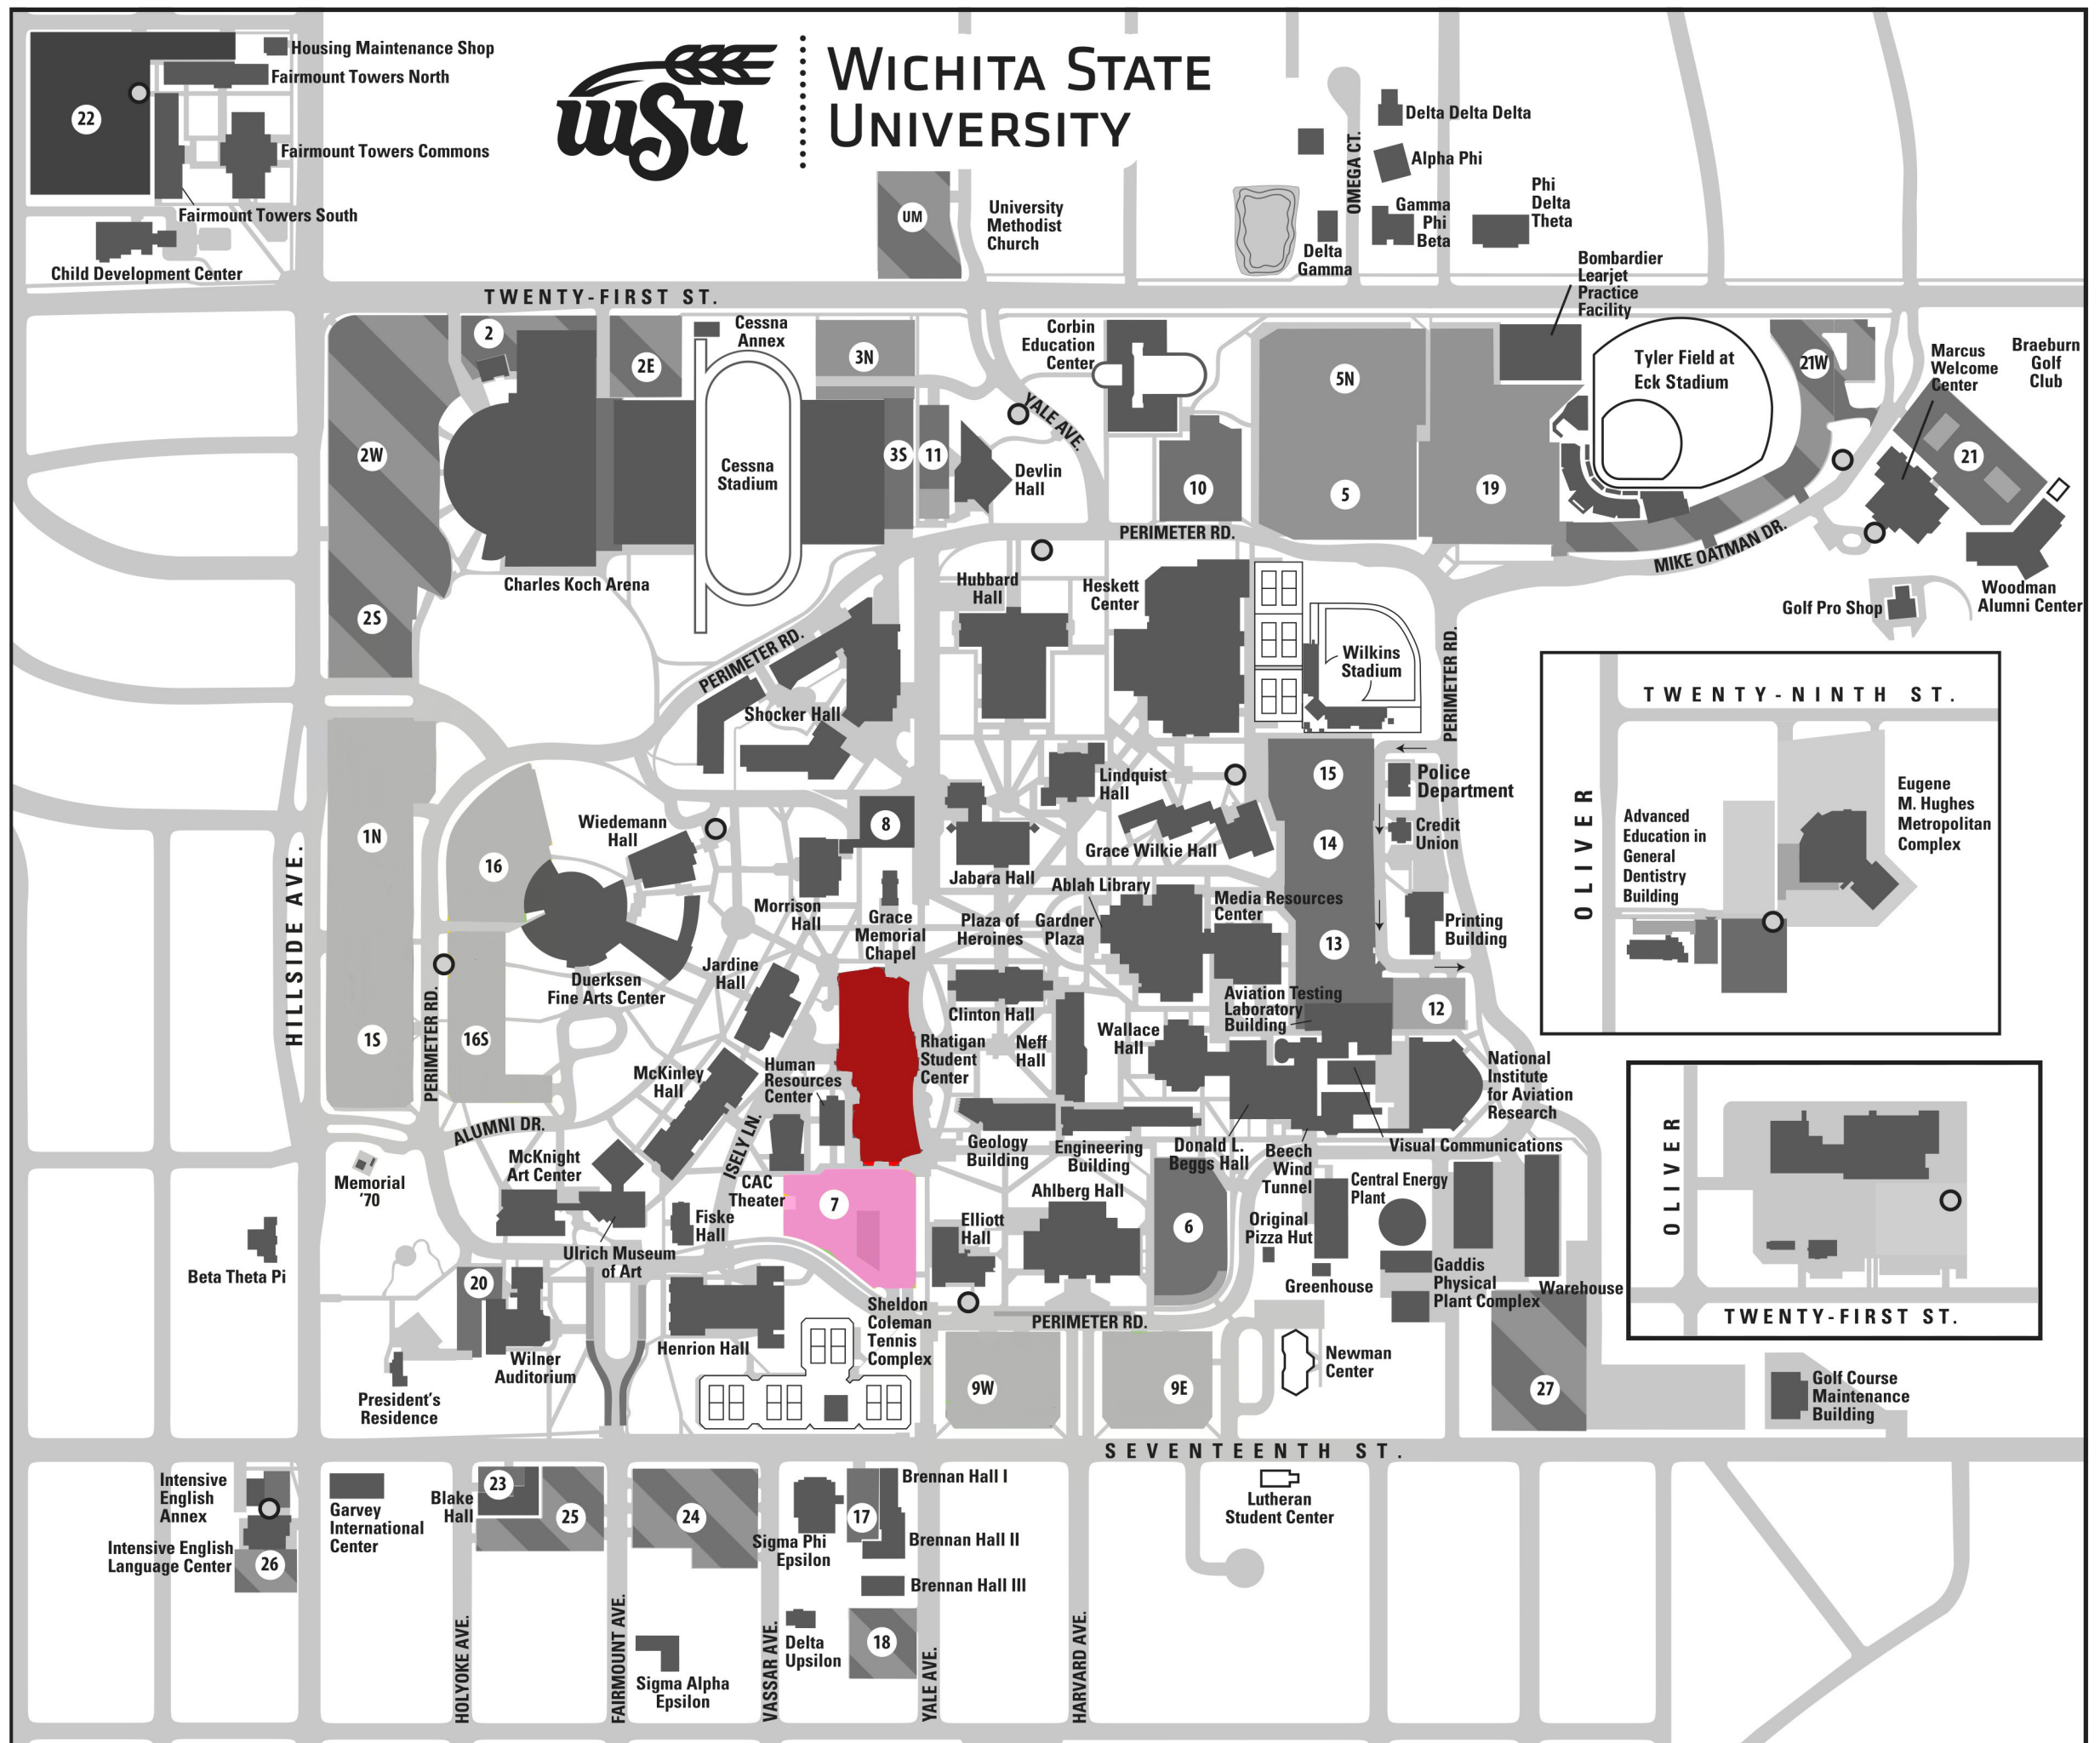 Housing Maintenance Shop
Fairmount Towers North
22
Fairmount Towers Commons
Fairmount Towers South
Child Development Center
wsu
WICHITA STATE
UNIVERSITY
UM
University
Methodist
Church
OMEGA CT.
Delta Delta Delta
Alpha Phi
Gamma
Phi
Beta
Phi
Delta
Theta
Delta
Gamma
Bombardier
Learjet
Practice
Facility
TWENTY-FIRST ST.
2
2E
Cessna
Annex
3N
Corbin
Education
Center
5N
Tyler Field at
Eck Stadium
21W
Marcus
Welcome
Center
Braeburn
Golf
Club
YALE AVE.
2W
Cessna
Stadium
3S
11
Devlin
Hall
10
5
19
21
PERIMETER RD.
MIKE OATMAN DR.
Charles Koch Arena
Hubbard
Hall
Heskett
Center
Woodman
Alumni Center
Golf Pro Shop
2S
PERIMETER RD.
Shocker Hall
Wilkins
Stadium
PERIMETER RD.
TWENTY-NINTH ST.
OLIVER
Advanced
Education in
General
Dentistry
Building
Eugene
M. Hughes
Metropolitan
Complex
Lindquist
Hall
15
Police
Department
1N
Wiedemann
Hall
8
14
Credit
Union
16
Grace Wilkie Hall
Jabara Hall
Ablah Library
Media Resources
Center
HILLSIDE AVE.
Morrison
Hall
Grace
Memorial
Chapel
Plaza of
Heroines
Gardner
Plaza
13
Printing
Building
Duerksen
Fine Arts Center
Jardine
Hall
Clinton Hall
Aviation Testing
Laboratory
Building
12
1S
PERIMETER RD.
16S
Rhatigan
Student
Center
Neff
Hall
Wallace
Hall
National
Institute
for Aviation
Research
McKinley
Hall
Human
Resources
Center
ALUMNI DR.
ISELY LN.
Geology
Building
Engineering
Building
Donald L.
Beggs Hall
Beech
Wind
Tunnel
Visual Communications
OLIVER
TWENTY-FIRST ST.
Memorial
'70
McKnight
Art Center
CAC
Theater
7
Ahlberg Hall
6
Central Energy
Plant
Original
Pizza Hut
Fiske
Hall
Elliott
Hall
Beta Theta Pi
Ulrich Museum
of Art
Greenhouse
Gaddis
Physical
Plant Complex
Warehouse
20
Sheldon
Coleman
Tennis
Complex
PERIMETER RD.
Henrion Hall
Wilner
Auditorium
President's
Residence
9W
9E
Newman
Center
27
Golf Course
Maintenance
Building
SEVENTEENTH ST.
Intensive
English
Annex
Garvey
International
Center
Blake
Hall
23
25
24
17
Brennan Hall I
Lutheran
Student Center
Sigma Phi
Epsilon
Brennan Hall II
Intensive English
Language Center
26
Brennan Hall III
HOLYOKE AVE.
FAIRMOUNT AVE.
VASSAR AVE.
YALE AVE.
HARVARD AVE.
Delta
Upsilon
18
Sigma Alpha
Epsilon